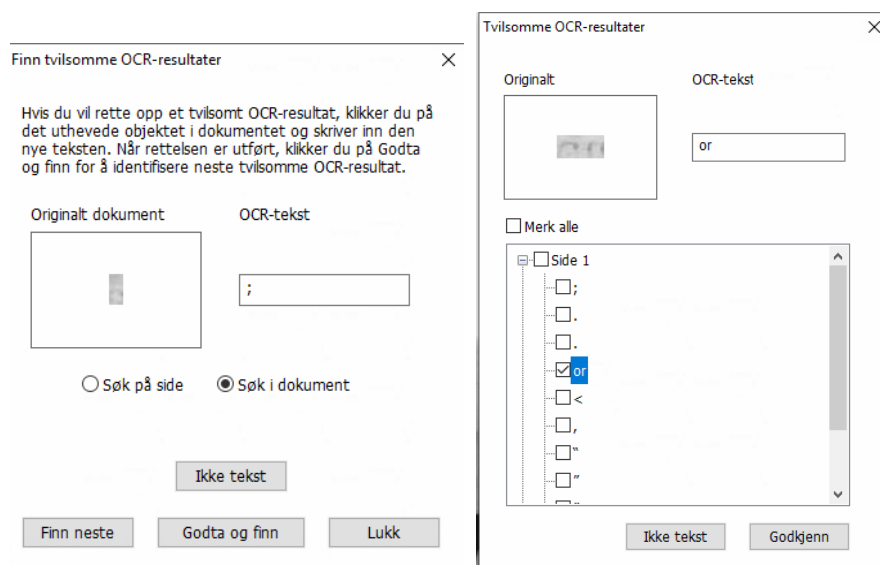 Finn tvilsomme OCR-resultater
Hvis du vil rette opp et tvilsomt OCR-resultat, klikker du på
det uthevede objektet i dokumentet og skriver inn den
nye teksten. Når rettelsen er utført, klikker du på Godta
og finn for å identifisere neste tvilsomme OCR-resultat.
Originalt dokument
OCR-tekst
;
Søk på side
Søk i dokument
Ikke tekst
Finn neste
Godta og finn
Lukk
Tvilsomme OCR-resultater
Originalt
OCR-tekst
or
Merk alle
Side 1
;
.
.
or
<
,
“
”
Ikke tekst
Godkjenn